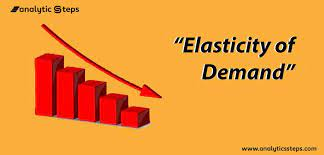 analytic Steps
“Elasticity of
Demand”
www.analyticssteps.com